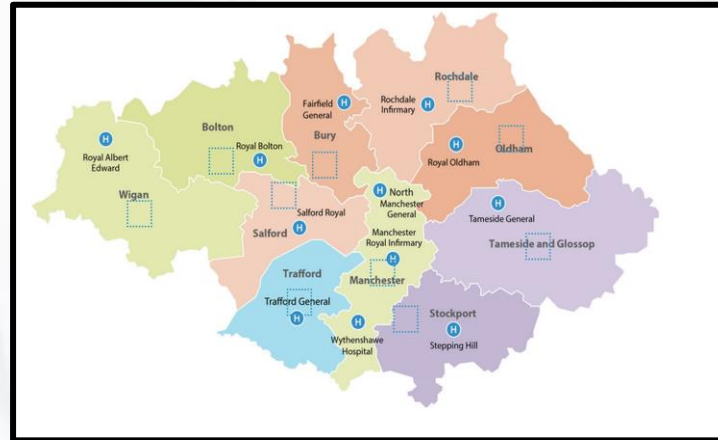 Rochdale
H
Fairfield
General
H
Rochdale
Infirmary
H
Bolton
Bury
H
Royal Albert
Edward
Royal Bolton
H
H
Royal Oldham
Oldham
Wigan
H
North
Manchester
General
H
Tameside General
Salford Royal
H
Salford
Manchester
Royal Infirmary
H
Tameside and Glossop
Trafford
Manchester
Trafford General
H
Stockport
H
Wythenshawe
Hospital
H
Stepping Hill